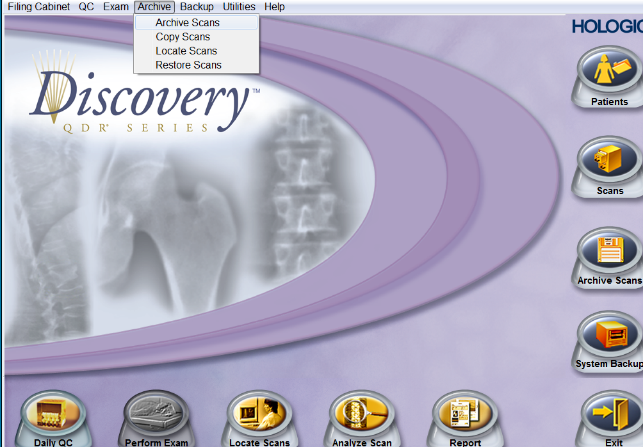 Filing Cabinet QC Exam Archive Backup Utilities Help
Archive Scans
Copy Scans
Locate Scans
Restore Scans
HOLOGIC
Discovery™
QDR® SERIES
Patients
Scans
Archive Scans
System Backup
Daily QC
Perform Exam
Locate Scans
Analyze Scan
Report
Exit